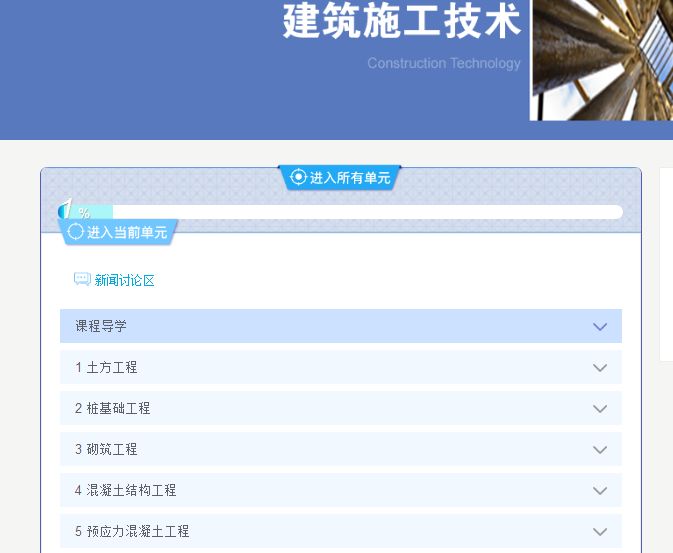 建筑施工技术
Construction Technology
进入所有单元
1 %
进入当前单元
新闻讨论区
课程导学
1 土方工程
2 桩基础工程
3 砌筑工程
4 混凝土结构工程
5 预应力混凝土工程